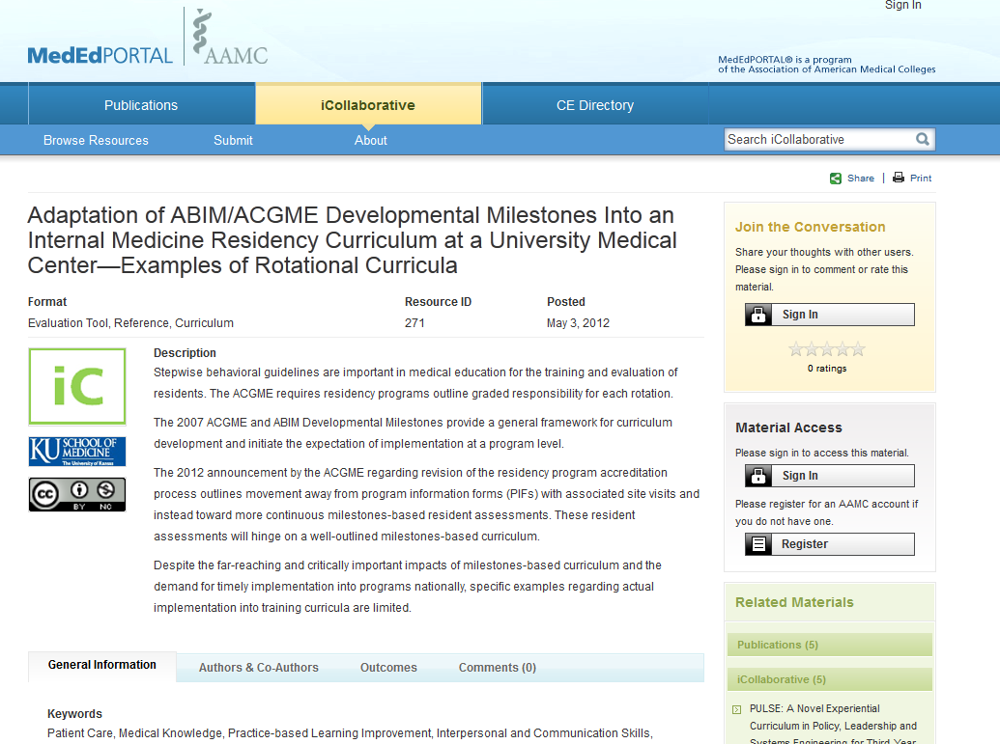 Sign In
MedEdPORTAL
AAMC
MedEdPORTAL® is a program
of the Association of American Medical Colleges
Publications
iCollaborative
CE Directory
Browse Resources
Submit
About
Search iCollaborative
Share | Print
Adaptation of ABIM/ACGME Developmental Milestones Into an
Internal Medicine Residency Curriculum at a University Medical
Center—Examples of Rotational Curricula
Format
Resource ID
Posted
Evaluation Tool, Reference, Curriculum
271
May 3, 2012
iC
KU SCHOOL OF
MEDICINE
The University of Kansas
cc
BY NC
Description
Stepwise behavioral guidelines are important in medical education for the training and evaluation of
residents. The ACGME requires residency programs outline graded responsibility for each rotation.
The 2007 ACGME and ABIM Developmental Milestones provide a general framework for curriculum
development and initiate the expectation of implementation at a program level.
The 2012 announcement by the ACGME regarding revision of the residency program accreditation
process outlines movement away from program information forms (PIFs) with associated site visits and
instead toward more continuous milestones-based resident assessments. These resident
assessments will hinge on a well-outlined milestones-based curriculum.
Despite the far-reaching and critically important impacts of milestones-based curriculum and the
demand for timely implementation into programs nationally, specific examples regarding actual
implementation into training curricula are limited.
General Information
Authors & Co-Authors
Outcomes
Comments (0)
Keywords
Patient Care, Medical Knowledge, Practice-based Learning Improvement, Interpersonal and Communication Skills,
Join the Conversation
Share your thoughts with other users.
Please sign in to comment or rate this
material.
Sign In
0 ratings
Material Access
Please sign in to access this material.
Sign In
Please register for an AAMC account if
you do not have one.
Register
Related Materials
Publications (5)
iCollaborative (5)
PULSE: A Novel Experiential
Curriculum in Policy, Leadership and
Systems Engineering for Third Year